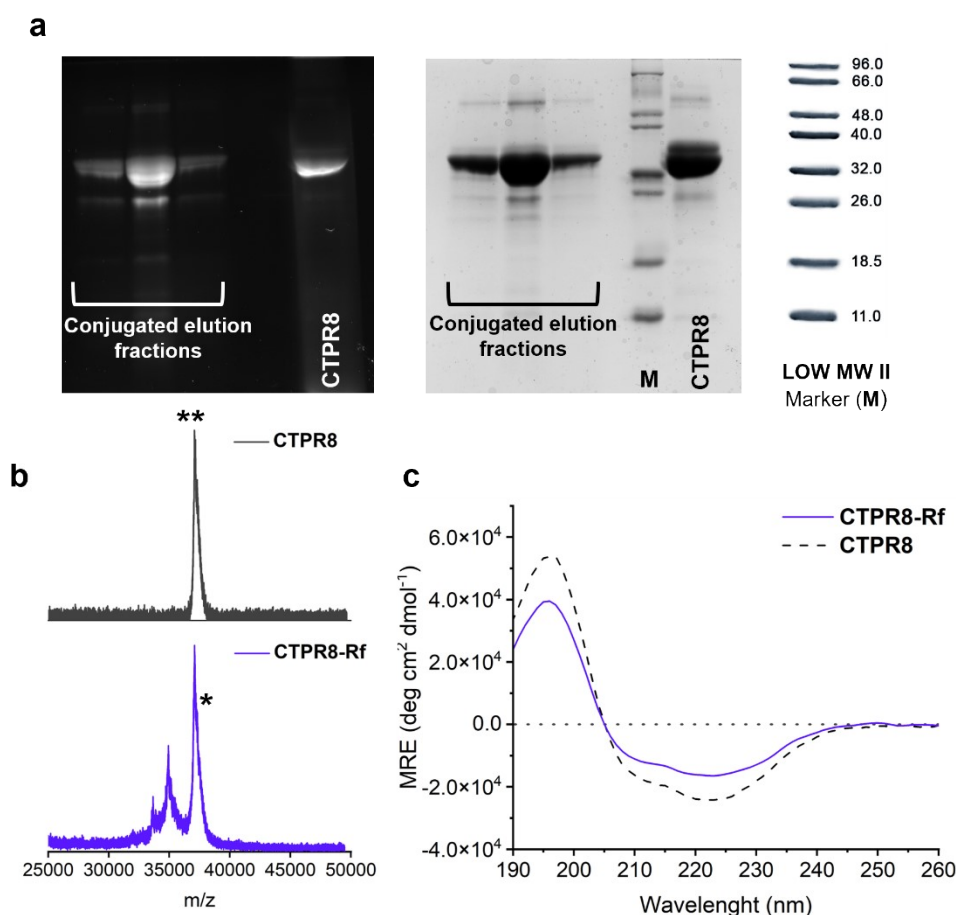 a
96.0
66.0
48.0
40.0
32.0
26.0
18.5
11.0
Conjugated elution
fractions
CTPR8
Conjugated elution
fractions
M
CTPR8
LOW MW II
Marker (M)
b
**
CTPR8
CTPR8-Rf
*
25000 30000 35000 40000 45000 50000
m/z
c
CTPR8-Rf
CTPR8
6.0×10⁴
4.0×10⁴
2.0×10⁴
0.0
-2.0×10⁴
-4.0×10⁴
MRE (deg cm² dmol⁻¹)
190 200 210 220 230 240 250 260
Wavelenght (nm)